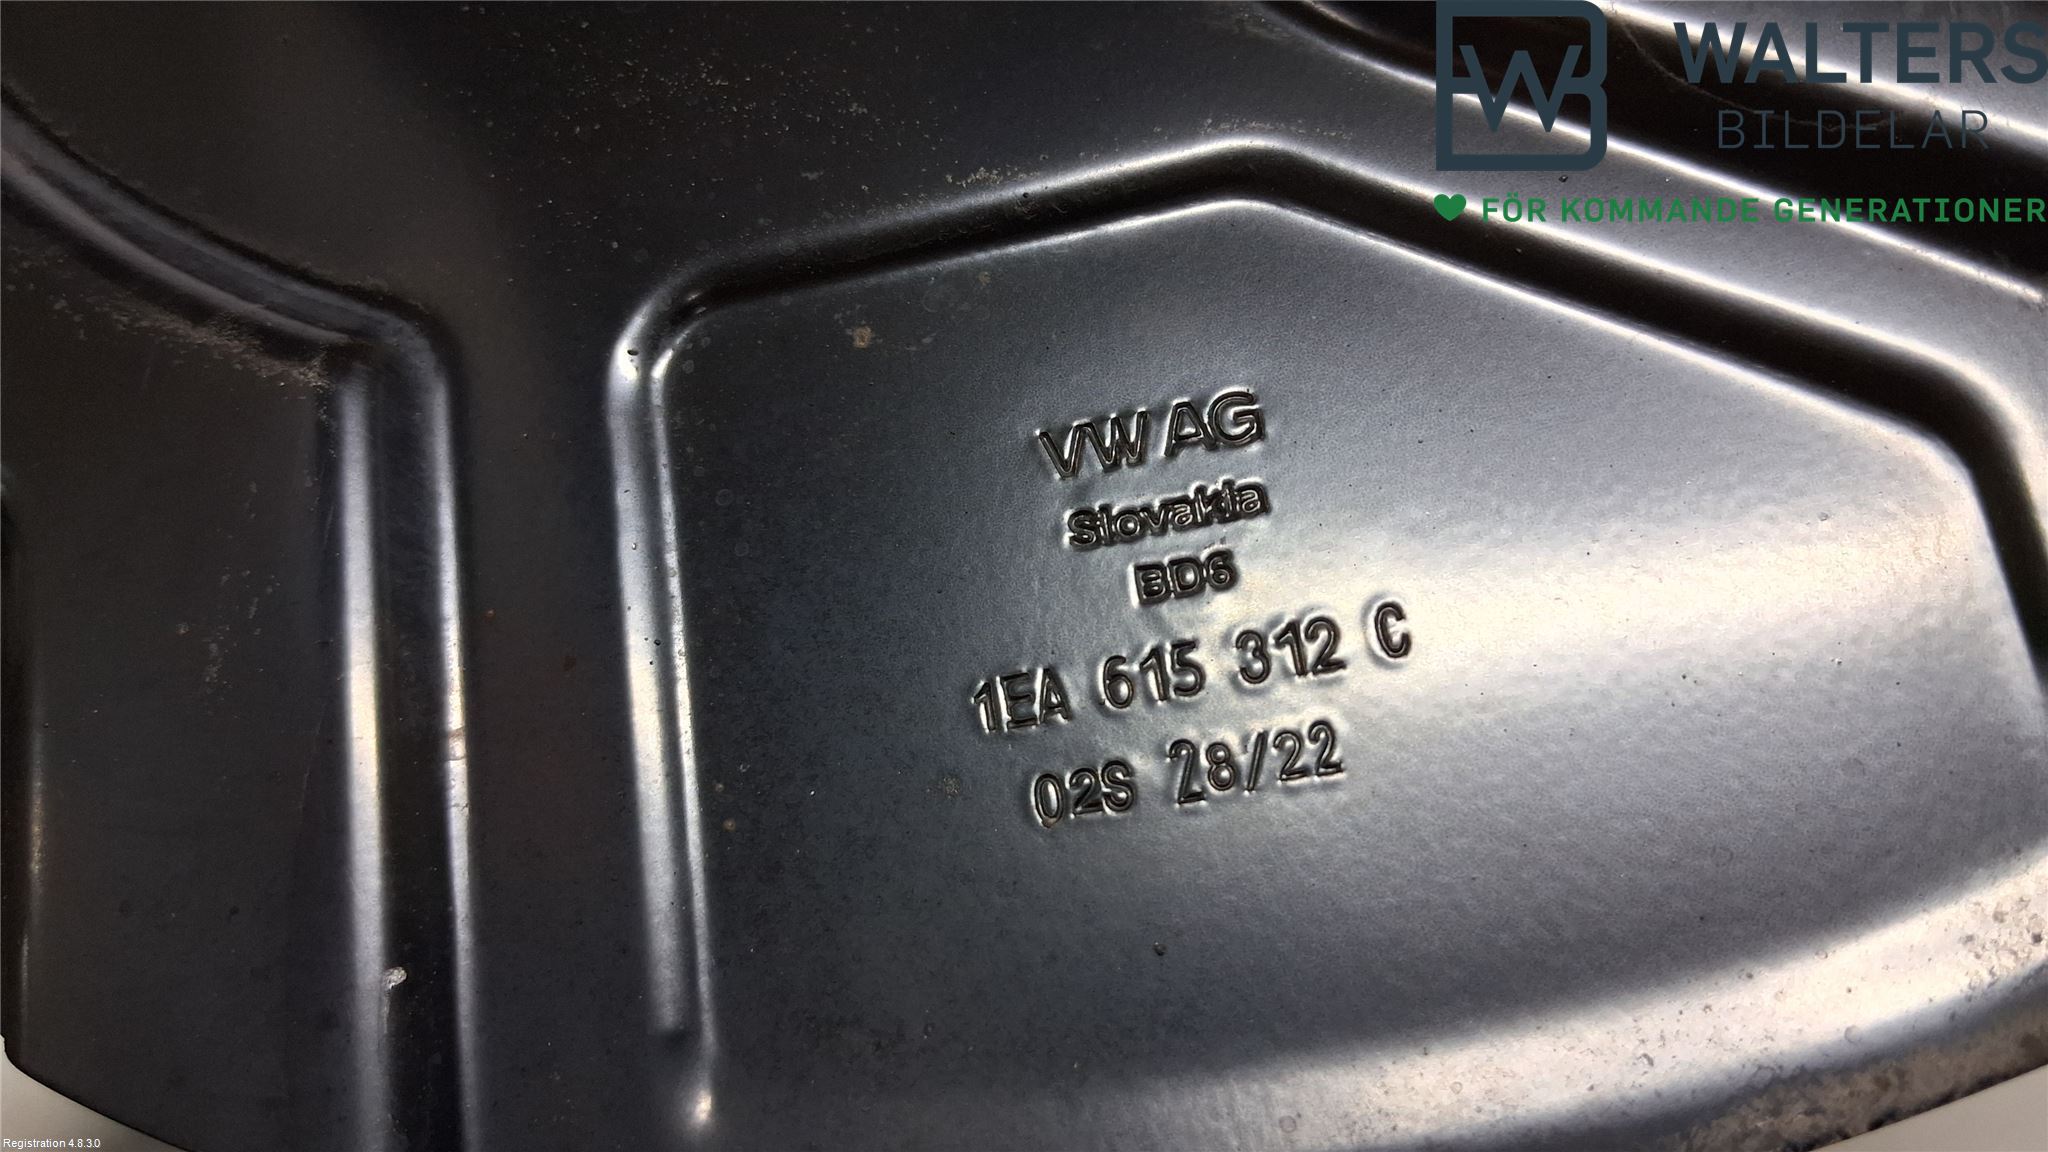 WALTERS
BILDELAR
FÖR KOMMANDE GENERATIONER
VW AG
Slovakia
BD6
1EA 615 312 C
02S 28/22
Registration 4.8.3.0